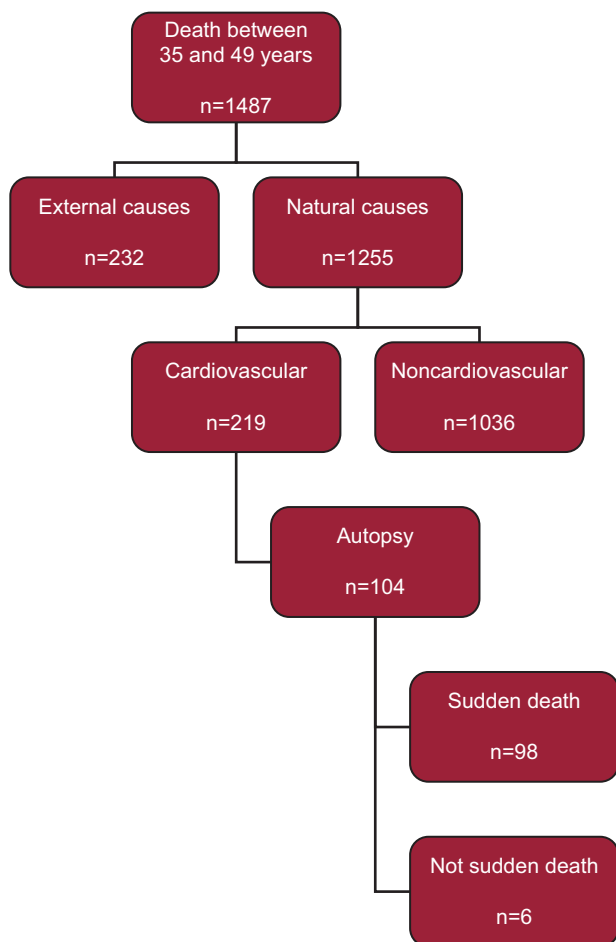 Death between
35 and 49 years
n=1487
External causes
n=232
Natural causes
n=1255
Cardiovascular
n=219
Noncardiovascular
n=1036
Autopsy
n=104
Sudden death
n=98
Not sudden death
n=6